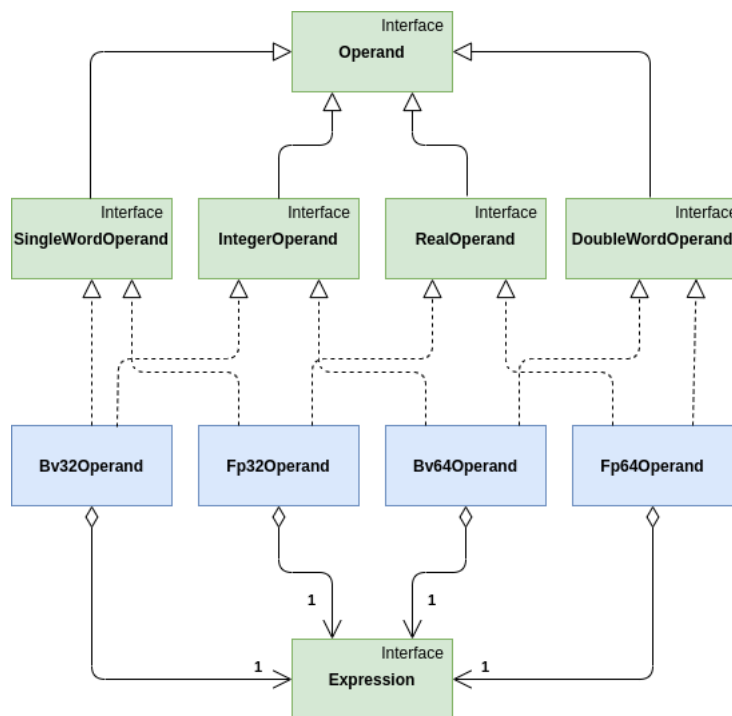 Interface
Operand
Interface
SingleWordOperand
Interface
IntegerOperand
Interface
RealOperand
Interface
DoubleWordOperand
Bv32Operand
Fp32Operand
Bv64Operand
Fp64Operand
1
1
1
1
Interface
Expression